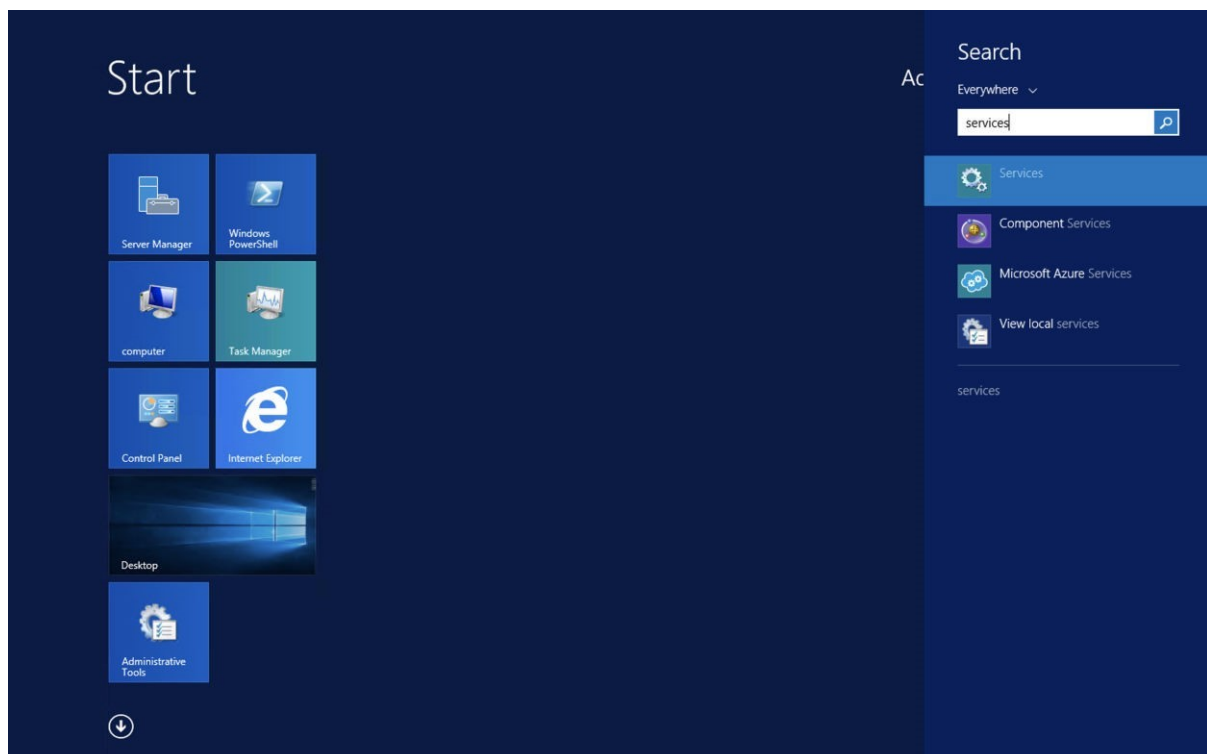 Start
Ac
Server Manager
Windows
PowerShell
computer
Task Manager
Control Panel
Internet Explorer
Desktop
Administrative
Tools
Search
Everywhere
services
Services
Component Services
Microsoft Azure Services
View local services
services